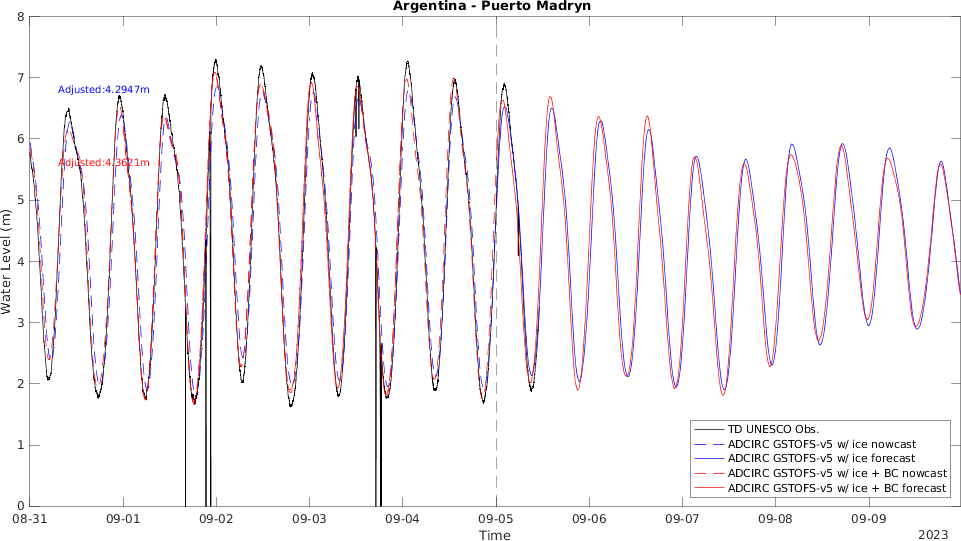 Argentina - Puerto Madryn
Water Level (m)
8
7
6
5
4
3
2
1
0
Adjusted:4.2947m
Adjusted:4.3621m
TD UNESCO Obs.
ADCIRC GSTOFS-v5 w/ ice nowcast
ADCIRC GSTOFS-v5 w/ ice forecast
ADCIRC GSTOFS-v5 w/ ice + BC nowcast
ADCIRC GSTOFS-v5 w/ ice + BC forecast
08-31 09-01 09-02 09-03 09-04 09-05 09-06 09-07 09-08 09-09
Time
2023